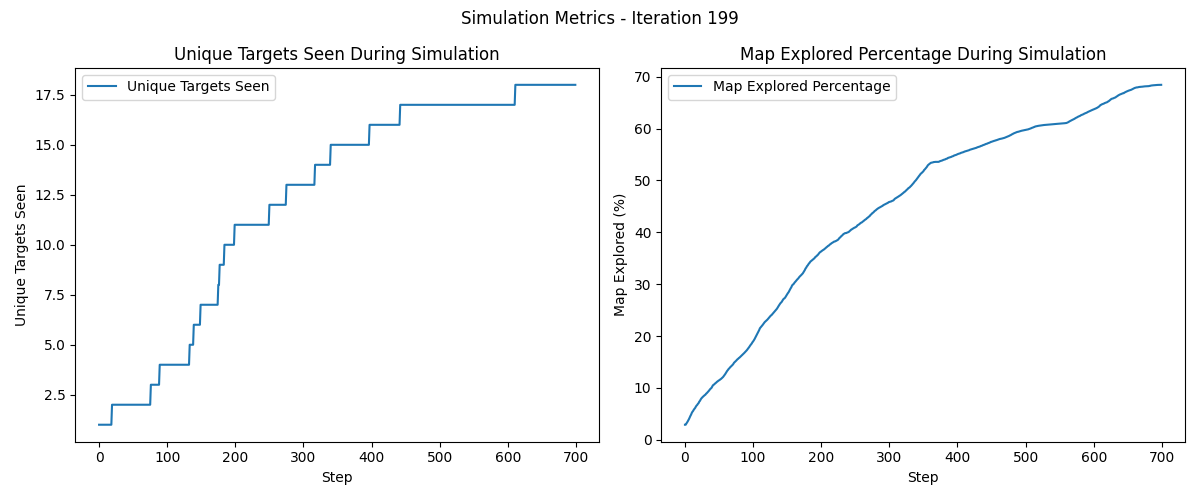 Simulation Metrics - Iteration 199
Unique Targets Seen During Simulation
Unique Targets Seen
17.5
15.0
12.5
10.0
7.5
5.0
2.5
Unique Targets Seen
0 100 200 300 400 500 600 700
Step
Map Explored Percentage During Simulation
Map Explored Percentage
70
60
50
40
30
20
10
0
Map Explored (%)
0 100 200 300 400 500 600 700
Step